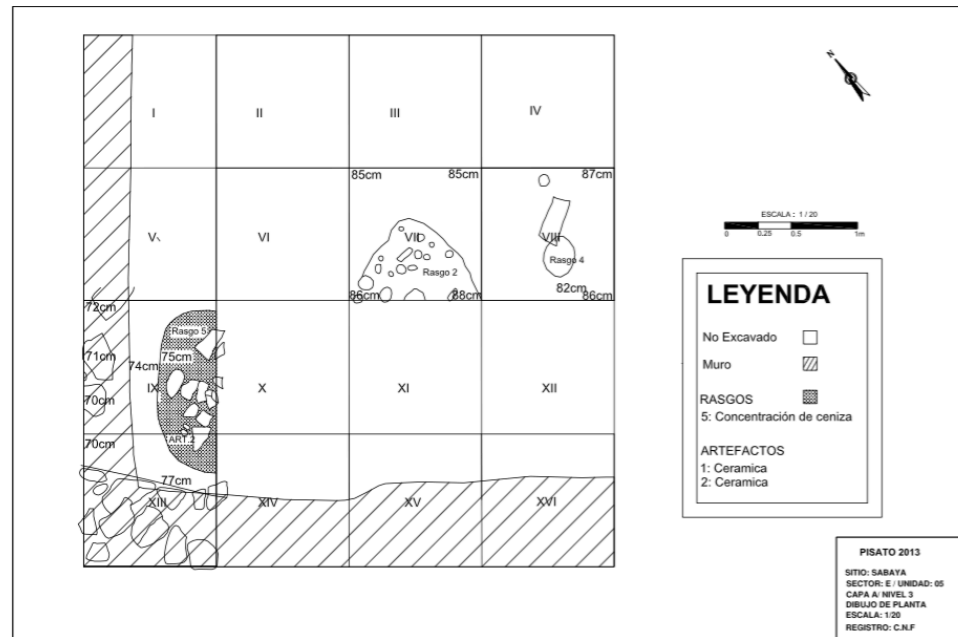 N
I II III IV
85cm 85cm 87cm
V VI VII VIII
Rasgo 2 Rasgo 4
82cm
86cm 88cm 86cm
72cm
Rasgo 5
71cm 74cm 75cm
IX X XI XII
70cm
ART.2
70cm
77cm
XIII XIV XV XVI
ESCALA : 1 / 20
0 0.25 0.5 1m
LEYENDA
No Excavado
Muro
RASGOS
5: Concentración de ceniza
ARTEFACTOS
1: Ceramica
2: Ceramica
PISATO 2013
SITIO: SABAYA
SECTOR: E / UNIDAD: 05
CAPA A/ NIVEL 3
DIBUJO DE PLANTA
ESCALA: 1/20
REGISTRO: C.N.F